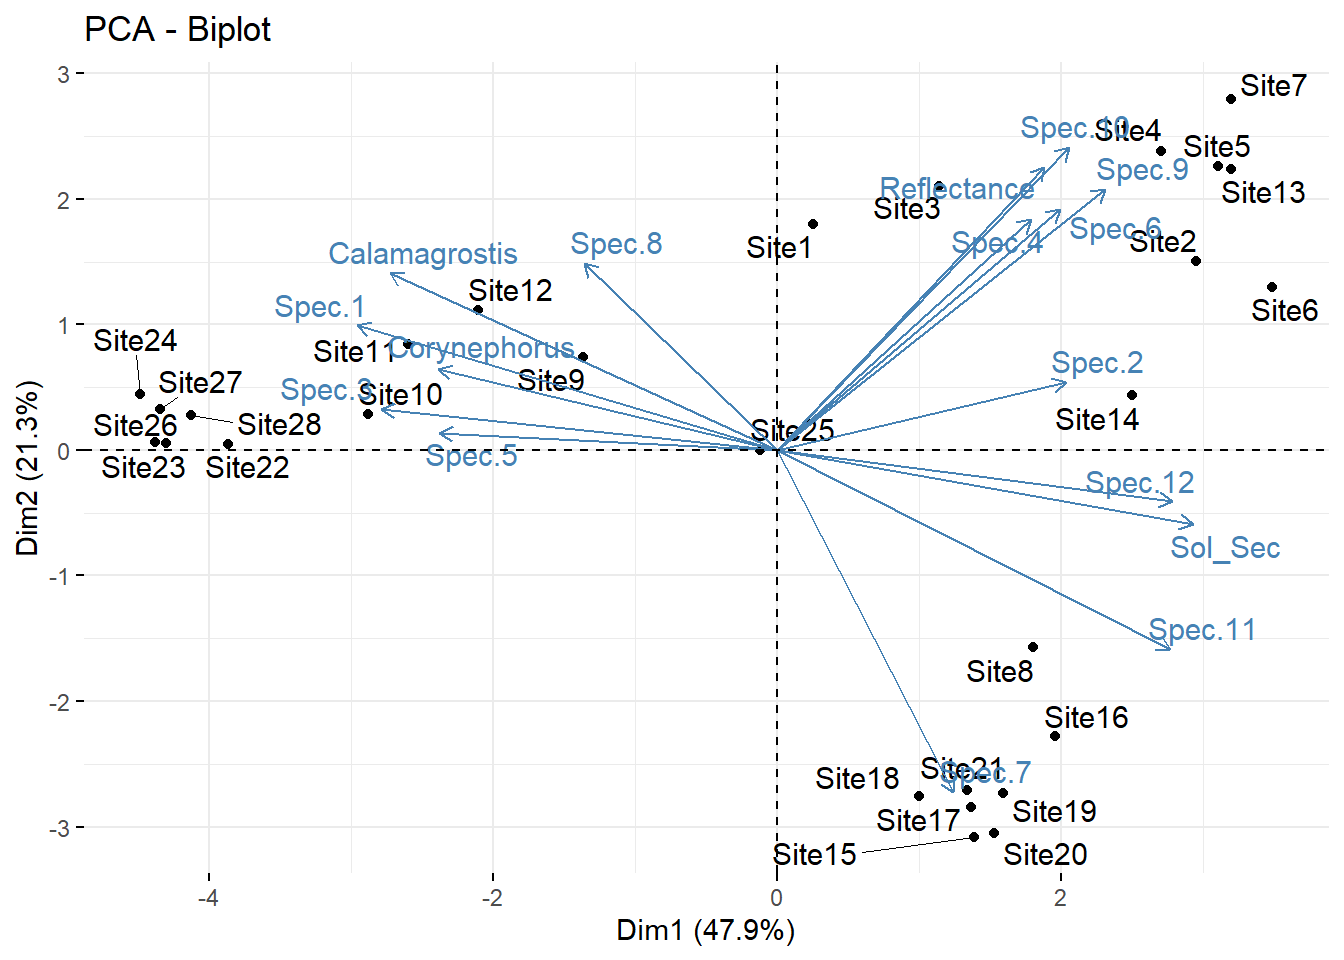 PCA - Biplot
3
2
1
0
-1
-2
-3
Dim2 (21.3%)
Site7
Spec.10
Site4
Site5
Spec.9
Reflectance
Site13
Site3
Spec.6
Site1
Spec.4
Site2
Spec.8
Calamagrostis
Site12
Spec.1
Site6
Site24
Site11
Corynephorus
Spec.2
Site27
Site9
Spec.3
Site10
Site14
Site26
Site28
Site25
Site23
Site22
Spec.5
Spec.12
Sol_Sec
Spec.11
Site8
Site16
Site18
Site21
Spec.7
Site17
Site19
Site15
Site20
-4
-2
0
2
Dim1 (47.9%)